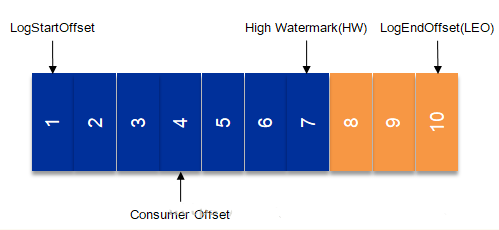 LogStartOffset
High Watermark(HW)
LogEndOffset(LEO)
1 2 3 4 5 6 7 8 9 10
Consumer Offset